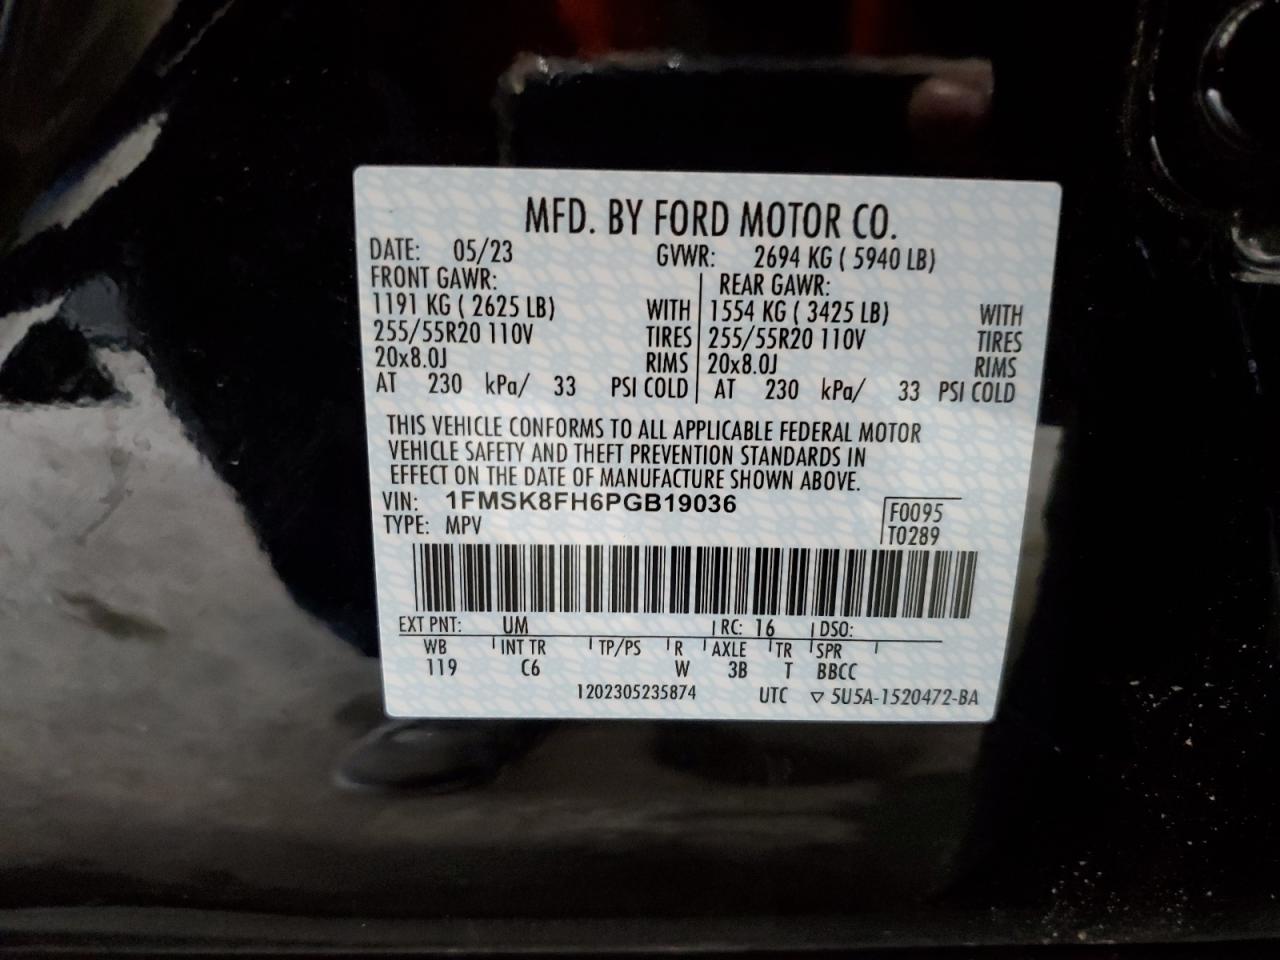 MFD. BY FORD MOTOR CO.
DATE: 05/23 GVWR: 2694 KG ( 5940 LB)
FRONT GAWR: REAR GAWR:
1191 KG ( 2625 LB) WITH 1554 KG ( 3425 LB) WITH
255/55R20 110V TIRES 255/55R20 110V TIRES
20x8.0J RIMS 20x8.0J RIMS
AT 230 kPa/ 33 PSI COLD AT 230 kPa/ 33 PSI COLD
THIS VEHICLE CONFORMS TO ALL APPLICABLE FEDERAL MOTOR
VEHICLE SAFETY AND THEFT PREVENTION STANDARDS IN
EFFECT ON THE DATE OF MANUFACTURE SHOWN ABOVE.
VIN: 1FMSK8FH6PGB19036 F0095
TYPE: MPV T0289
EXT PNT: UM RC: 16 DSO:
WB INT TR TP/PS R AXLE TR SPR
119 C6 W 3B T BBCC
1202305235874 UTC ▽ 5U5A-1520472-BA